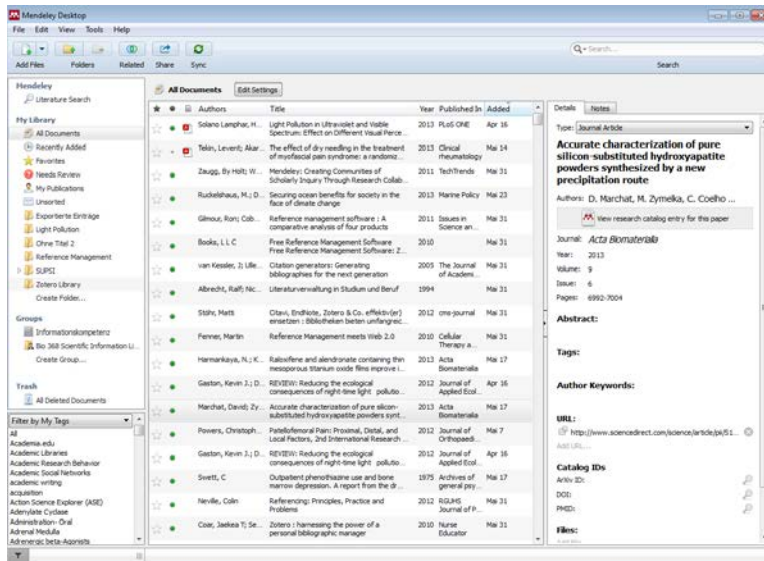 Mendeley Desktop
File Edit View Tools Help
Add Files Folders Related Share Sync
Search...
Search
Mendeley
Literature Search
My Library
All Documents
Recently Added
Favorites
Needs Review
My Publications
Unsorted
Exportierte Einträge
Light Pollution
Ohne Titel 2
Reference Management
SUPSI
Zotero Library
Create Folder...
Groups
Informationskompetenz
Bio 368 Scientific Information Li...
Create Group...
Trash
All Deleted Documents
Filter by My Tags
All
Academia.edu
Academic Libraries
Academic Research Behavior
Academic Social Networks
academic writing
acquisition
Action Science Explorer (ASE)
Adenylate Cyclase
Administration- Oral
Adrenal Medulla
Adrenergic beta-Agonists
All Documents Edit Settings
Authors Title Year Published In Added
Solano Lamphar, H... Light Pollution in Ultraviolet and Visible 2013 PLoS ONE Apr 16
Spectrum: Effect on Different Visual Perce...
Tekin, Levent; Akar... The effect of dry needling in the treatment 2013 Clinical Mai 14
of myofascial pain syndrome: a randomiz... rheumatology
Zaugg, By Holt; W... Mendeley: Creating Communities of 2011 TechTrends Mai 31
Scholarly Inquiry Through Research Collab...
Ruckelshaus, M.; D... Securing ocean benefits for society in the 2013 Marine Policy Mai 23
face of climate change
Gilmour, Ron; Cob... Reference management software : A 2011 Issues in Mai 31
comparative analysis of four products Science an...
Books, L L C Free Reference Management Software 2010 Mai 31
Free Reference Management Software: Z...
van Kessler, J; Ulle... Citation generators: Generating 2005 The Journal Mai 31
bibliographies for the next generation of Academi...
Albrecht, Ralf; Nic... Literaturverwaltung in Studium und Beruf 1994 Mai 31
Stöhr, Matti Citavi, EndNote, Zotero & Co. effektiv(er) 2012 cms-journal Mai 31
einsetzen : Bibliotheken bieten umfangreic...
Fenner, Martin Reference Management meets Web 2.0 2010 Cellular Mai 31
Therapy a...
Harmankaya, N.; K... Raloxifene and alendronate containing thin 2013 Acta Mai 17
mesoporous titanium oxide films improve i... Biomaterialia
Gaston, Kevin J.; D... REVIEW: Reducing the ecological 2012 Journal of Apr 16
consequences of night-time light pollutio... Applied Ecol...
Marchat, David; Zy... Accurate characterization of pure silicon- 2013 Acta Mai 17
substituted hydroxyapatite powders synt... Biomaterialia
Powers, Christoph... Patellofemoral Pain: Proximal, Distal, and 2012 Journal of Mai 7
Local Factors, 2nd International Research ... Orthopaedi...
Gaston, Kevin J.; D... REVIEW: Reducing the ecological 2012 Journal of Mai 31
consequences of night-time light pollutio... Applied Ecol...
Swett, C Outpatient phenothiazine use and bone 1975 Archives of Mai 17
marrow depression. A report from the dr... general psy...
Neville, Colin Referencing: Principles, Practice and 2012 RGUHS Mai 31
Problems Journal of P...
Coar, Jaekea T; Se... Zotero : harnessing the power of a 2010 Nurse Mai 31
personal bibliographic manager Educator
Details Notes
Type: Journal Article
Accurate characterization of pure
silicon-substituted hydroxyapatite
powders synthesized by a new
precipitation route
Authors: D. Marchat, M. Zymelka, C. Coelho ...
View research catalog entry for this paper
Journal: Acta Biomaterialia
Year: 2013
Volume: 9
Issue: 6
Pages: 6992-7004
Abstract:
Tags:
Author Keywords:
URL:
http://www.sciencedirect.com/science/article/pii/S1...
Add URL...
Catalog IDs
ArXiv ID:
DOI:
PMID:
Files: